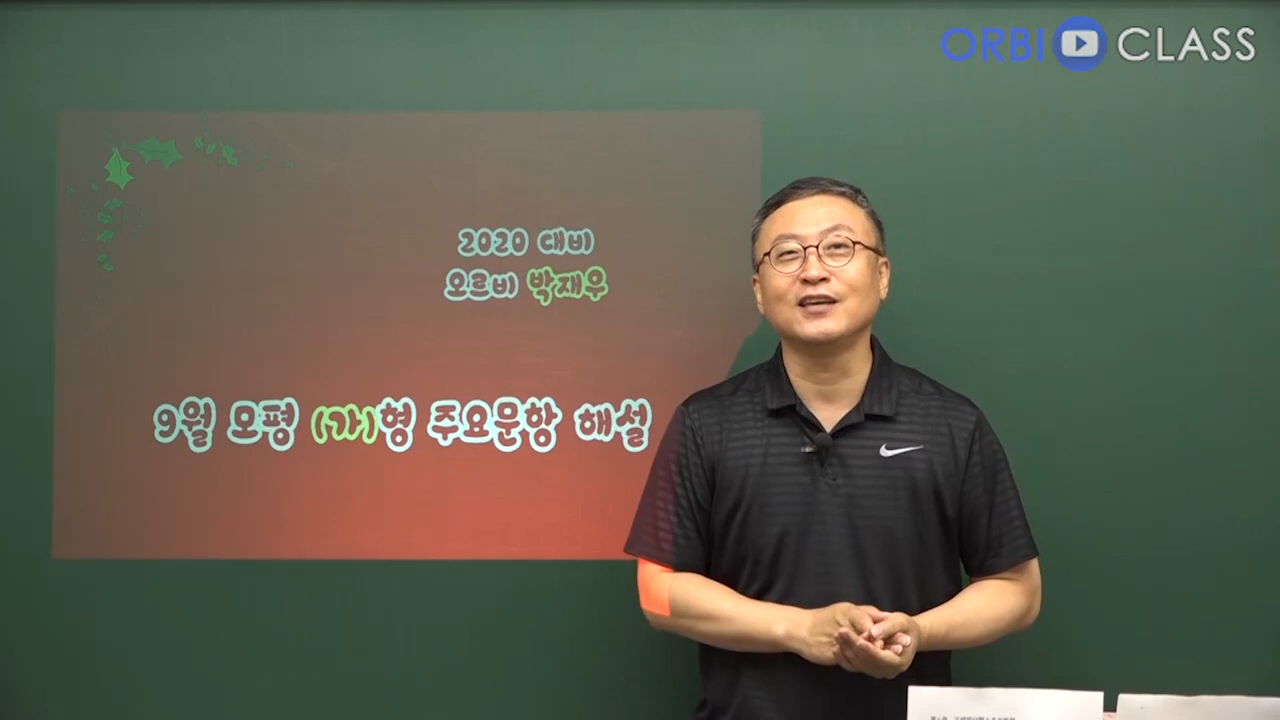 ORBI CLASS
2020 대비
오르비 박재우
9월 모평 (가)형 주요문항 해설